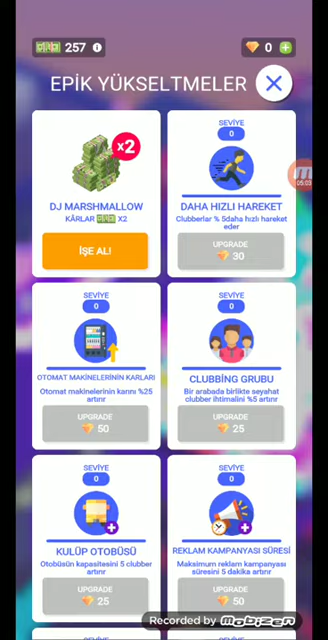 257
0
EPİK YÜKSELTMELER
x2
DJ MARSHMALLOW
KÂRLAR X2
İŞE AL!
SEVİYE
0
DAHA HIZLI HAREKET
Clubberlar % 5daha hızlı hareket
eder
UPGRADE
30
05:03
SEVİYE
0
OTOMAT MAKİNELERİNİN KARLARI
Otomat makinelerinin karını %25
artırır
UPGRADE
50
SEVİYE
0
CLUBBİNG GRUBU
Bir arabada birlikte seyahat
clubber ihtimalini %5 artırır
UPGRADE
25
SEVİYE
0
KULÜP OTOBÜSÜ
Otobüsün kapasitesini 5 clubber
artırır
UPGRADE
25
SEVİYE
0
REKLAM KAMPANYASI SÜRESİ
Maksimum reklam kampanyası
süresini 5 dakika artırır
UPGRADE
50
Recorded by mobizen